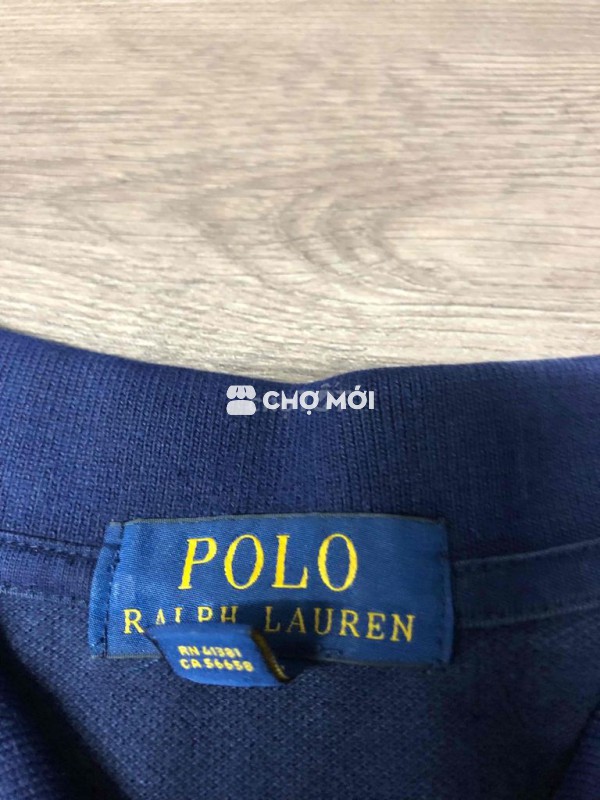 CHỢ MỚI
POLO
RALPH LAUREN
RN 41381
CA 56658